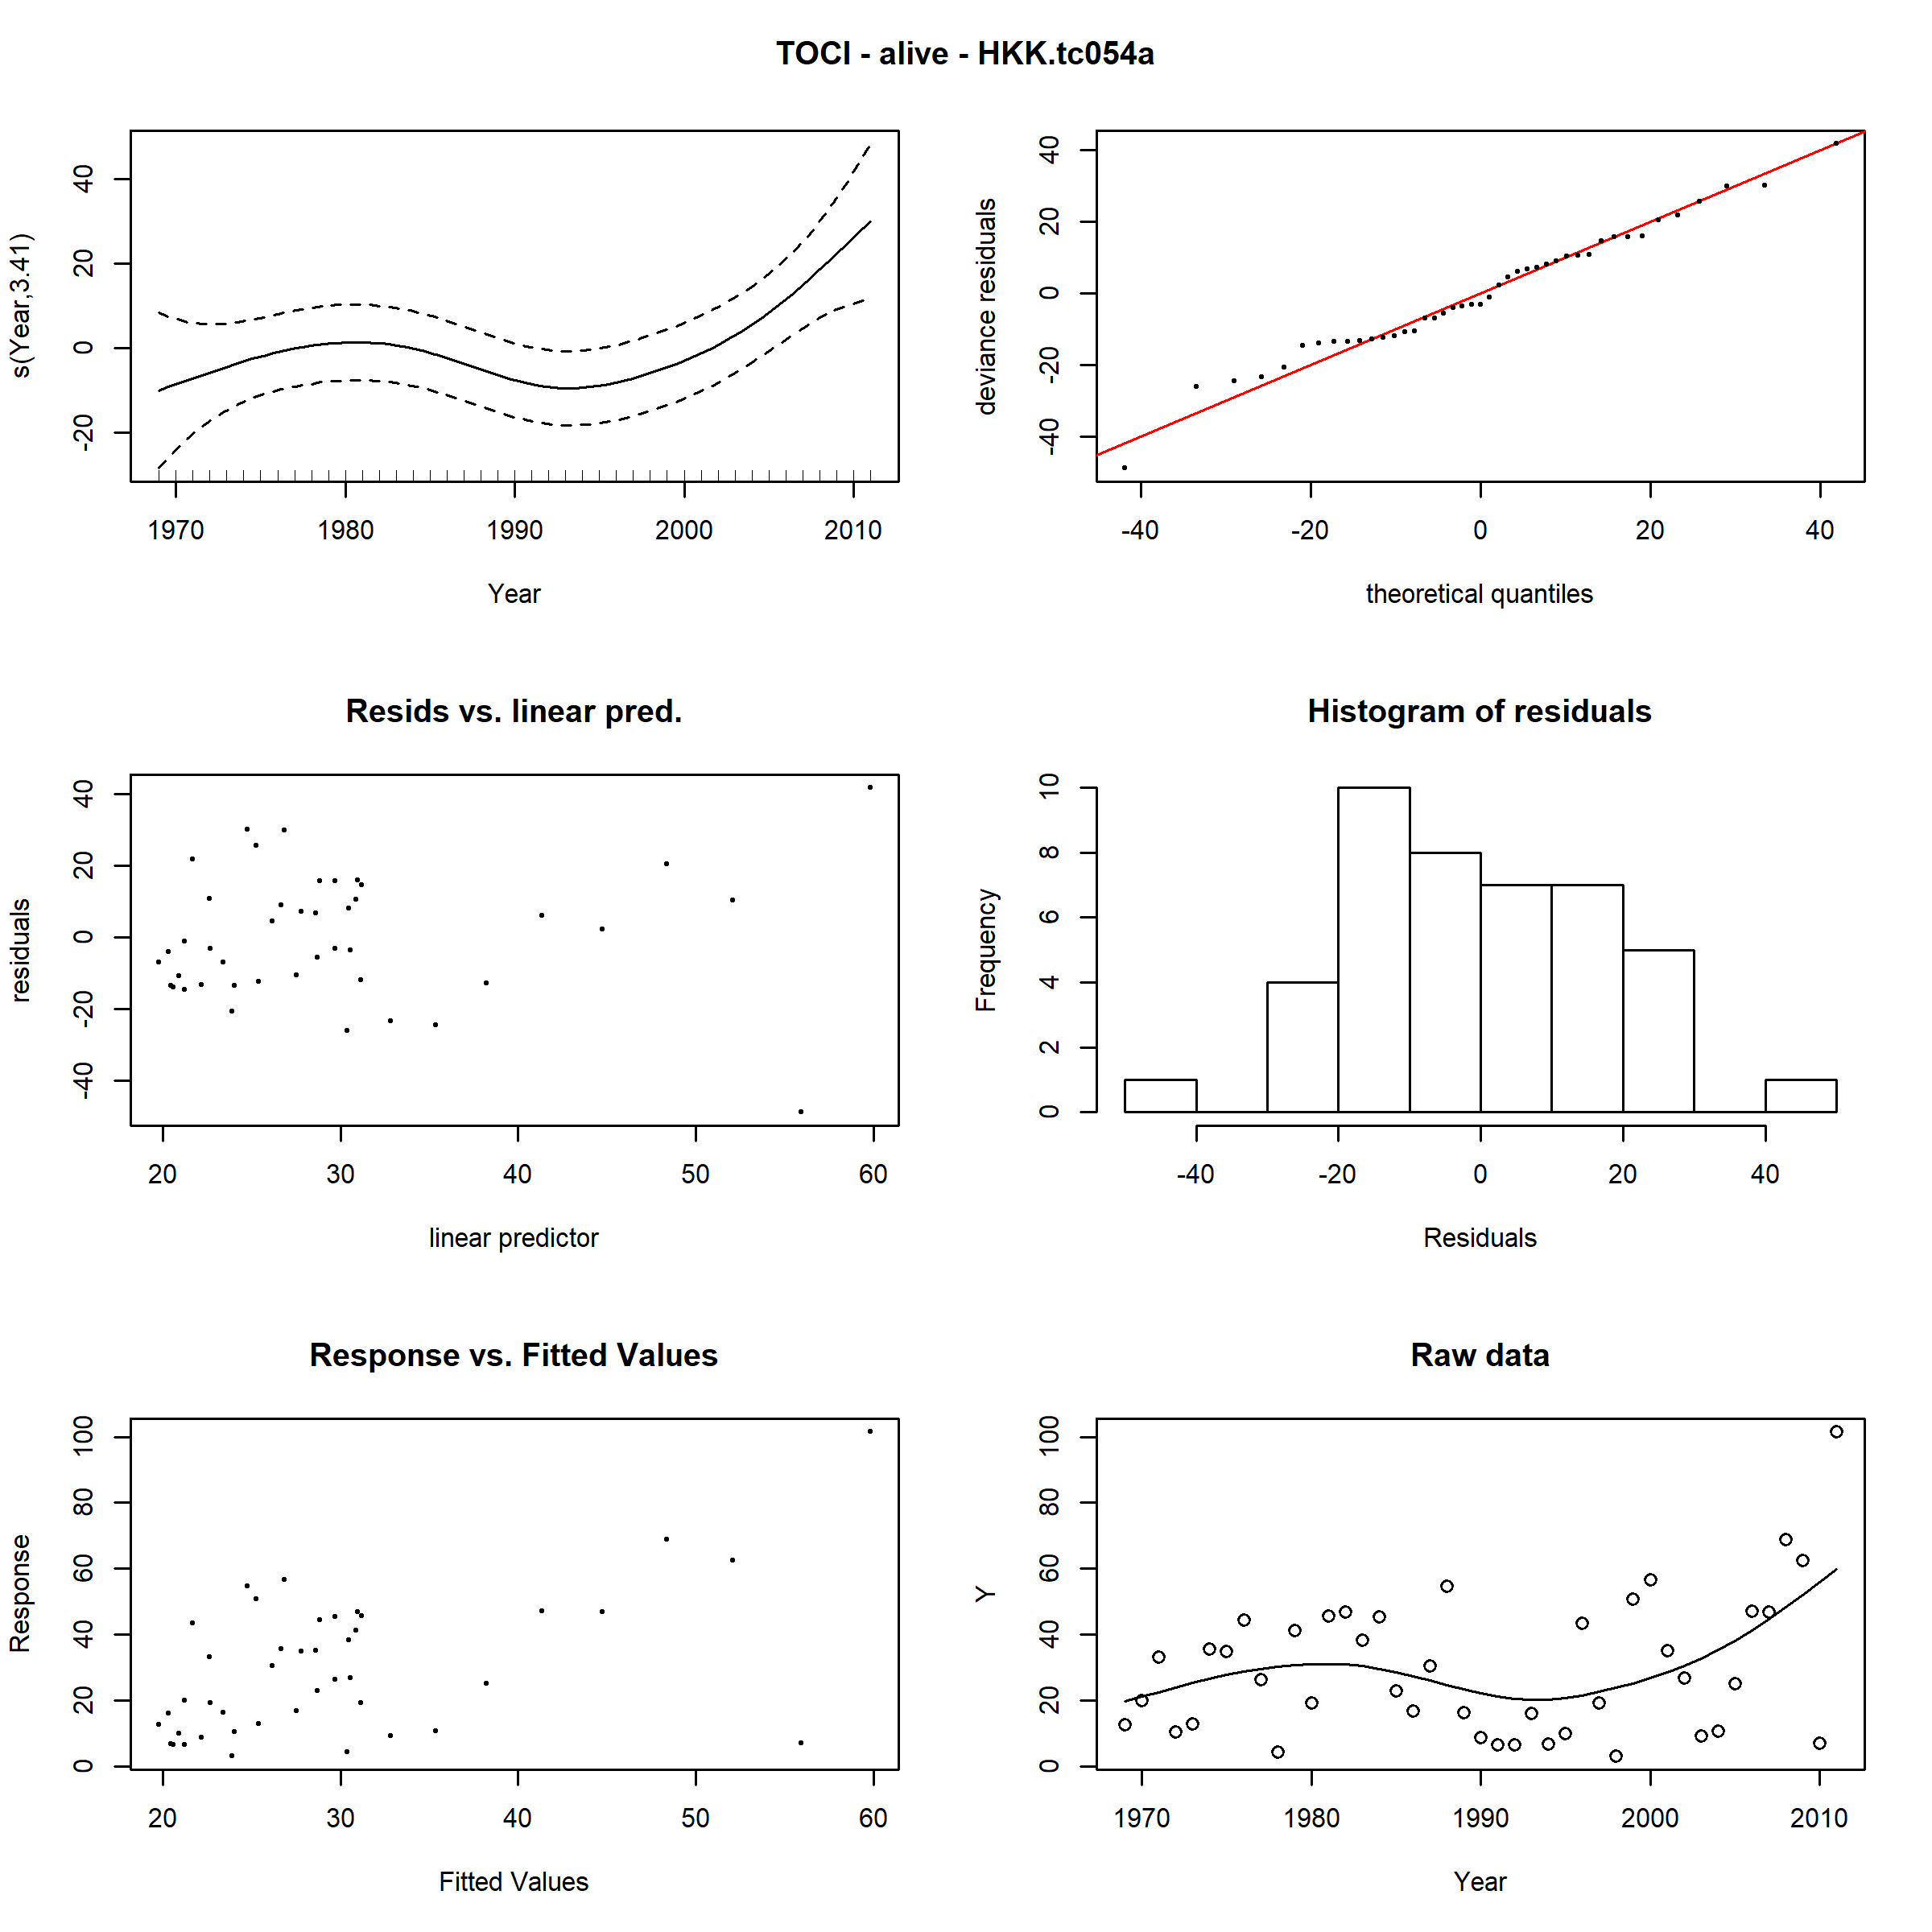 TOCI - alive - HKK.tc054a
s(Year,3.41)
40
20
0
-20
1970 1980 1990 2000 2010
Year
deviance residuals
40
20
0
-20
-40
-40 -20 0 20 40
theoretical quantiles
Resids vs. linear pred.
residuals
40
20
0
-20
-40
20 30 40 50 60
linear predictor
Histogram of residuals
Frequency
10
8
6
4
2
0
-40 -20 0 20 40
Residuals
Response vs. Fitted Values
Response
100
80
60
40
20
0
20 30 40 50 60
Fitted Values
Raw data
Y
100
80
60
40
20
0
1970 1980 1990 2000 2010
Year